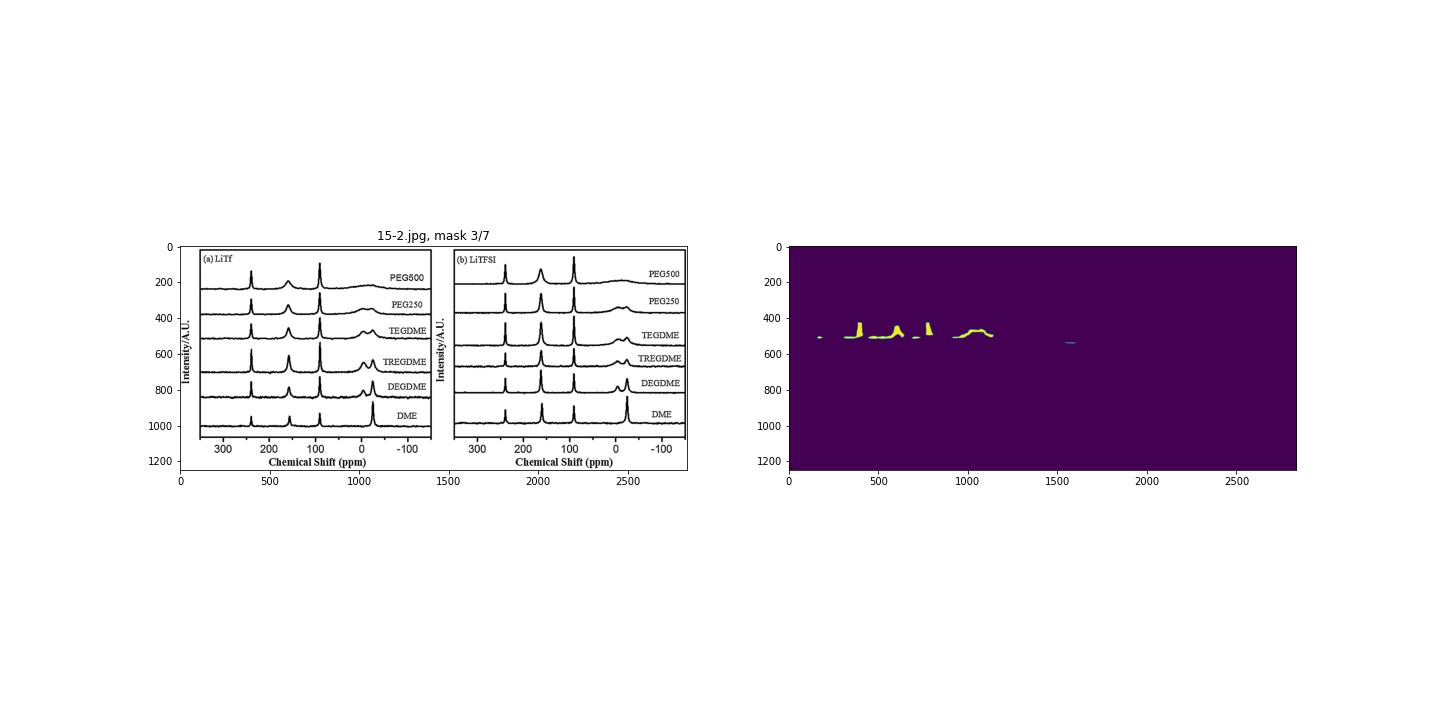 15-2.jpg, mask 3/7
0
200
400
600
800
1000
1200
0
500
1000
1500
2000
2500
Intensity/A.U.
(a) LiTf
PEG500
PEG250
TEGDME
TREGDME
DEGDME
DME
300
200
100
0
-100
Chemical Shift (ppm)
Intensity/A.U.
(b) LiTFSI
PEG500
PEG250
TEGDME
TREGDME
DEGDME
DME
300
200
100
0
-100
Chemical Shift (ppm)
0
200
400
600
800
1000
1200
0
500
1000
1500
2000
2500